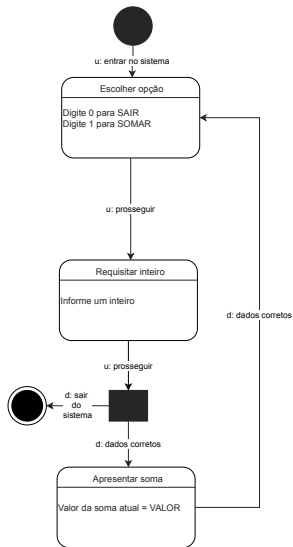 u: entrar no sistema
Escolher opção
Digite 0 para SAIR
Digite 1 para SOMAR
u: prosseguir
Requisitar inteiro
Informe um inteiro
d: dados corretos
u: prosseguir
d: sair
do
sistema
d: dados corretos
Apresentar soma
Valor da soma atual = VALOR